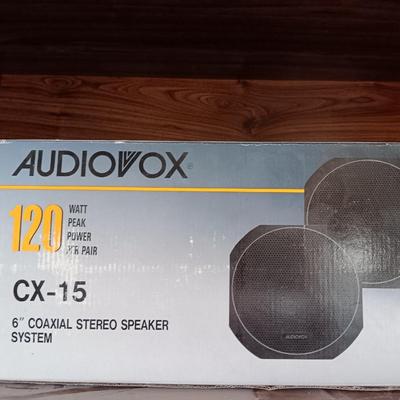 AUDIOVOX®
120 WATT
PEAK
POWER
PER PAIR
CX-15
6" COAXIAL STEREO SPEAKER
SYSTEM
AUDIOVOX